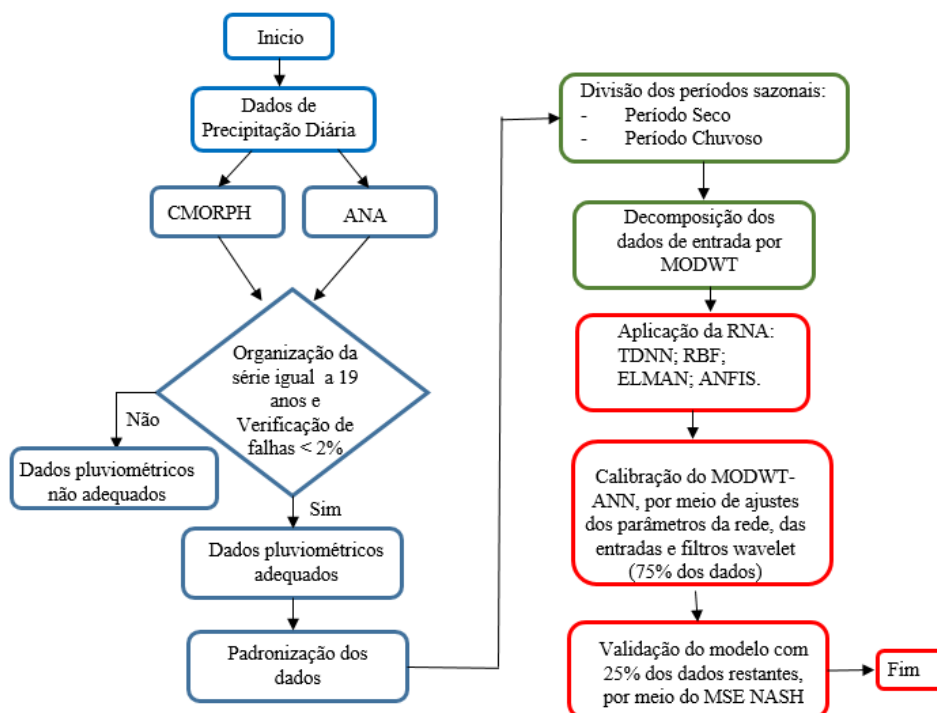 Inicio
Dados de
Precipitação Diária
CMORPH
ANA
Organização da
série igual a 19
anos e
Verificação de
falhas < 2%
Não
Dados pluviométricos
não adequados
Sim
Dados pluviométricos
adequados
Padronização dos
dados
Divisão dos períodos sazonais:
- Período Seco
- Período Chuvoso
Decomposição dos
dados de entrada por
MODWT
Aplicação da RNA:
TDNN; RBF;
ELMAN; ANFIS.
Calibração do MODWT-
ANN, por meio de ajustes
dos parâmetros da rede, das
entradas e filtros wavelet
(75% dos dados)
Validação do modelo com
25% dos dados restantes,
por meio do MSE NASH
Fim